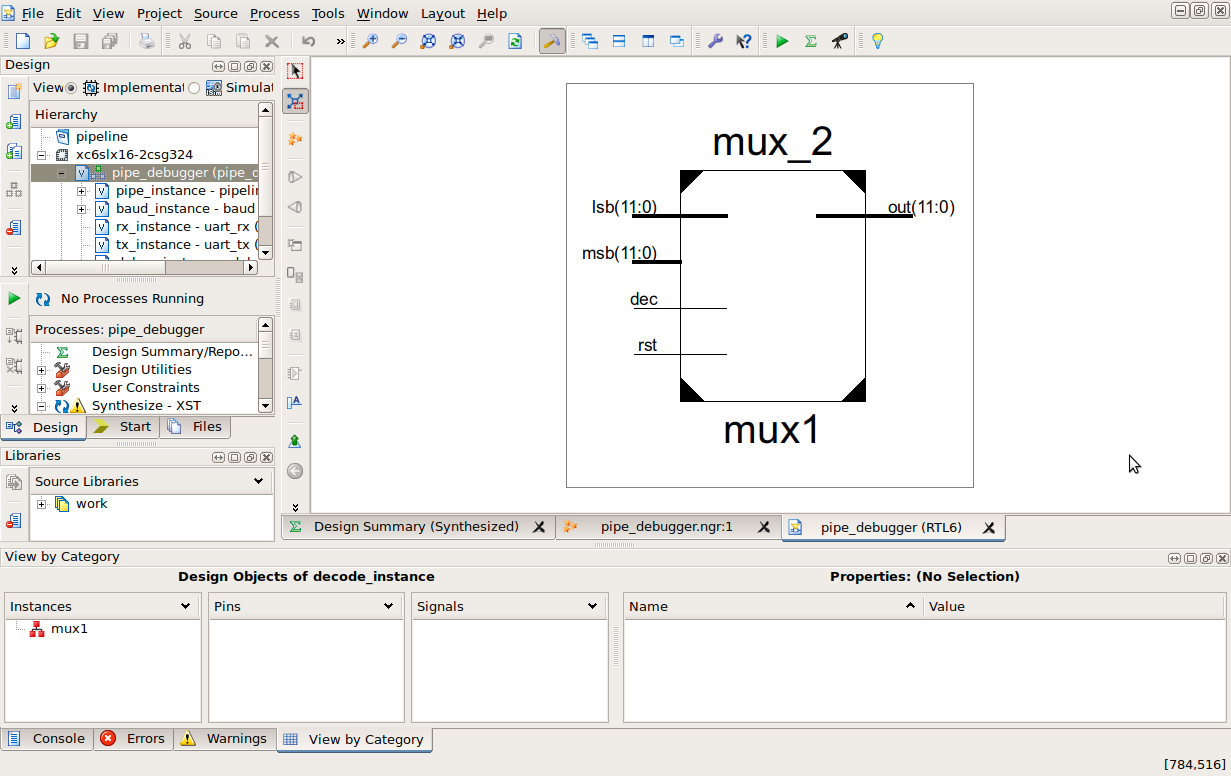 File Edit View Project Source Process Tools Window Layout Help
»
Design
View Implementat Simulat
Hierarchy
pipeline
xc6slx16-2csg324
pipe_debugger (pipe_d
pipe_instance - pipelin
baud_instance - baud
rx_instance - uart_rx (
tx_instance - uart_tx (
No Processes Running
Processes: pipe_debugger
Design Summary/Repo...
Design Utilities
User Constraints
Synthesize - XST
Design Start Files
Libraries
Source Libraries
work
mux_2
lsb(11:0) out(11:0)
msb(11:0)
dec
rst
mux1
Design Summary (Synthesized) pipe_debugger.ngr:1 pipe_debugger (RTL6)
View by Category
Design Objects of decode_instance Properties: (No Selection)
Instances Pins Signals Name Value
mux1
Console Errors Warnings View by Category
[784,516]